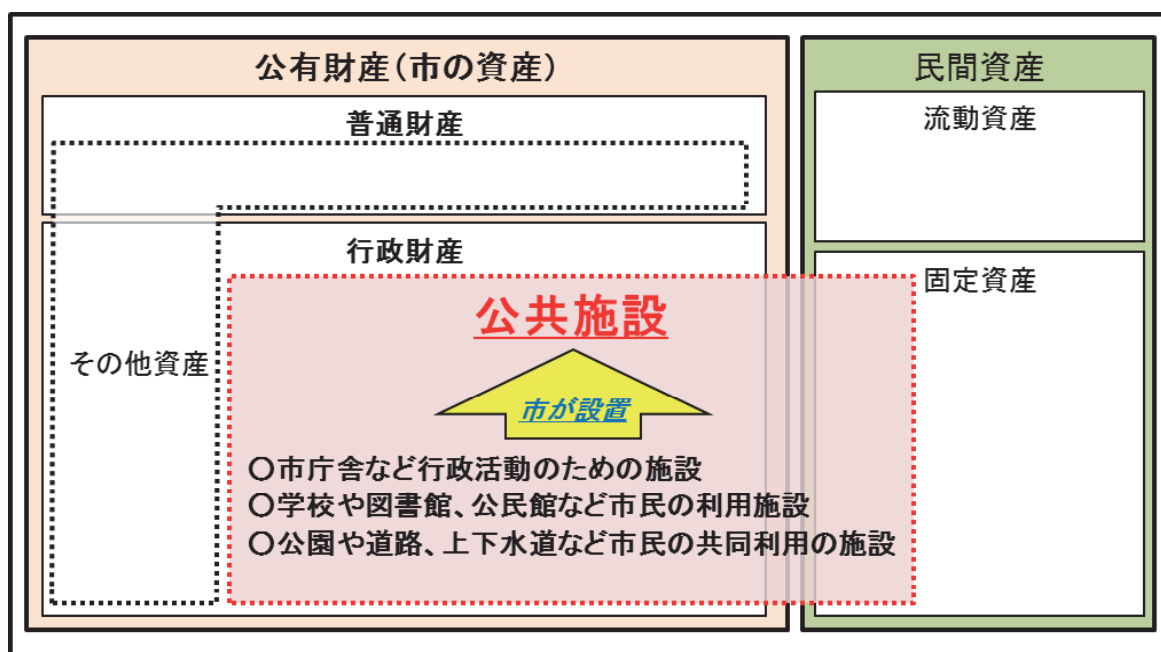 公有財産(市の資産)
普通財産
行政財産
その他資産
公共施設
市が設置
〇市庁舎など行政活動のための施設
〇学校や図書館、公民館など市民の利用施設
〇公園や道路、上下水道など市民の共同利用の施設
民間資産
流動資産
固定資産